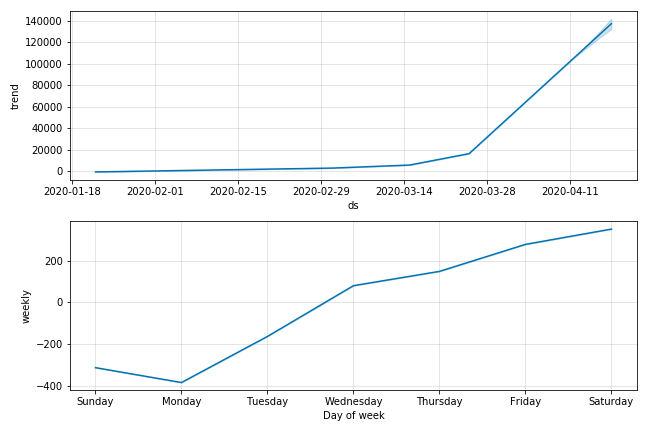 140000
120000
100000
80000
60000
40000
20000
0
trend
2020-01-18 2020-02-01 2020-02-15 2020-02-29 2020-03-14 2020-03-28 2020-04-11
ds
200
0
−200
−400
weekly
Sunday Monday Tuesday Wednesday Thursday Friday Saturday
Day of week